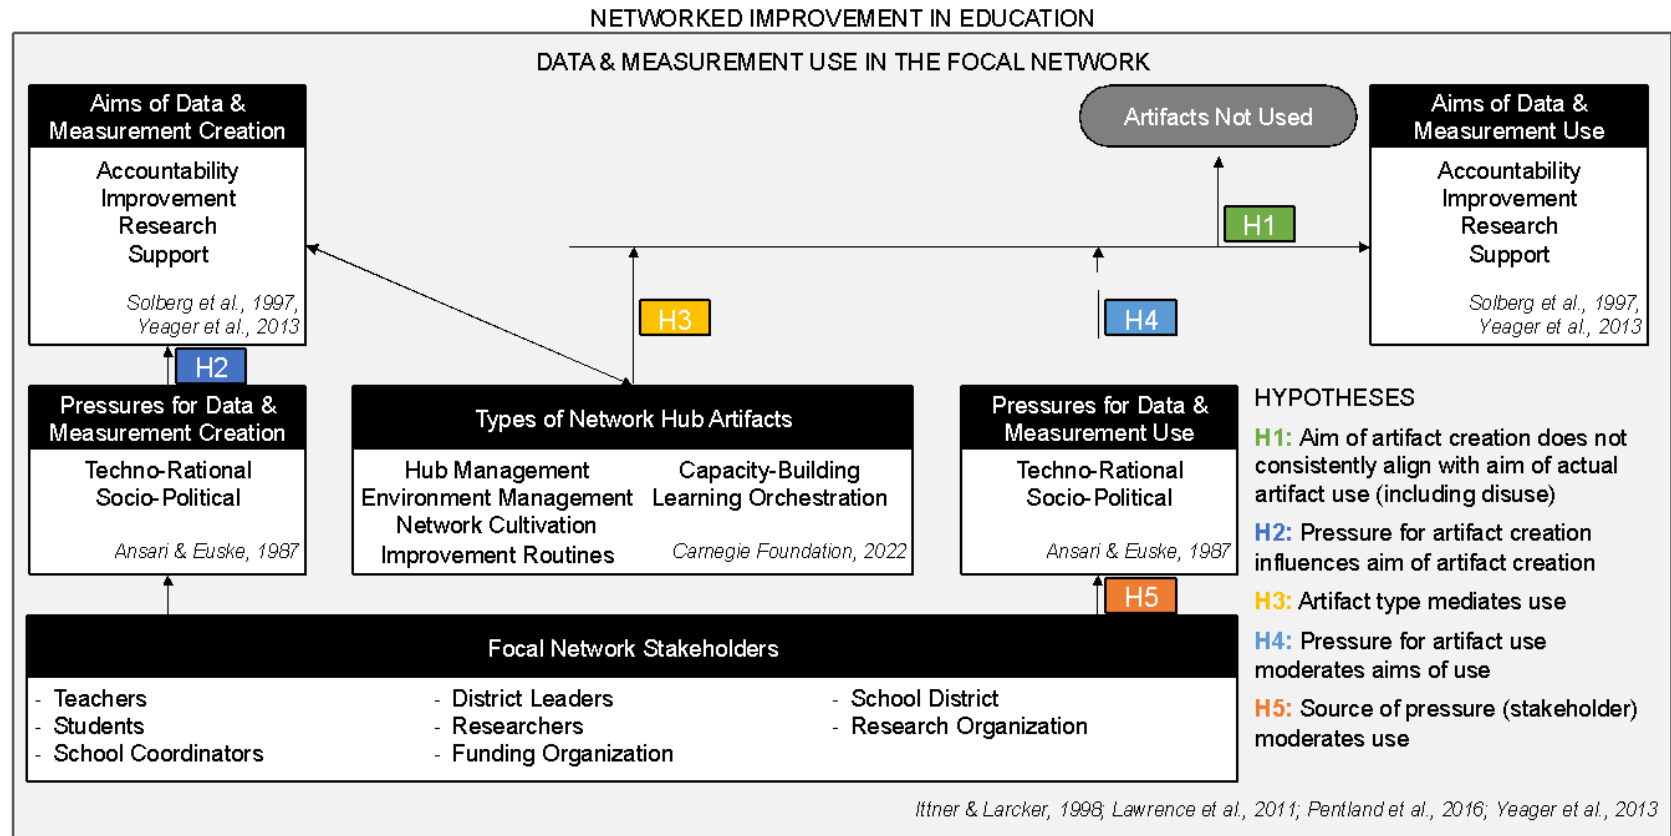 NETWORKED IMPROVEMENT IN EDUCATION
DATA & MEASUREMENT USE IN THE FOCAL NETWORK
Aims of Data &
Measurement Creation
Accountability
Improvement
Research
Support
Solberg et al., 1997,
Yeager et al., 2013
Artifacts Not Used
Aims of Data &
Measurement Use
Accountability
Improvement
Research
Support
Solberg et al., 1997,
Yeager et al., 2013
H1
H3
H4
H2
Pressures for Data &
Measurement Creation
Techno-Rational
Socio-Political
Ansari & Euske, 1987
Types of Network Hub Artifacts
Hub Management
Environment Management
Network Cultivation
Improvement Routines
Capacity-Building
Learning Orchestration
Carnegie Foundation, 2022
Pressures for Data &
Measurement Use
Techno-Rational
Socio-Political
Ansari & Euske, 1987
H5
Focal Network Stakeholders
- Teachers
- Students
- School Coordinators
- District Leaders
- Researchers
- Funding Organization
- School District
- Research Organization
HYPOTHESES
H1: Aim of artifact creation does not
consistently align with aim of actual
artifact use (including disuse)
H2: Pressure for artifact creation
influences aim of artifact creation
H3: Artifact type mediates use
H4: Pressure for artifact use
moderates aims of use
H5: Source of pressure (stakeholder)
moderates use
Ittner & Larcker, 1998; Lawrence et al., 2011; Pentland et al., 2016; Yeager et al., 2013